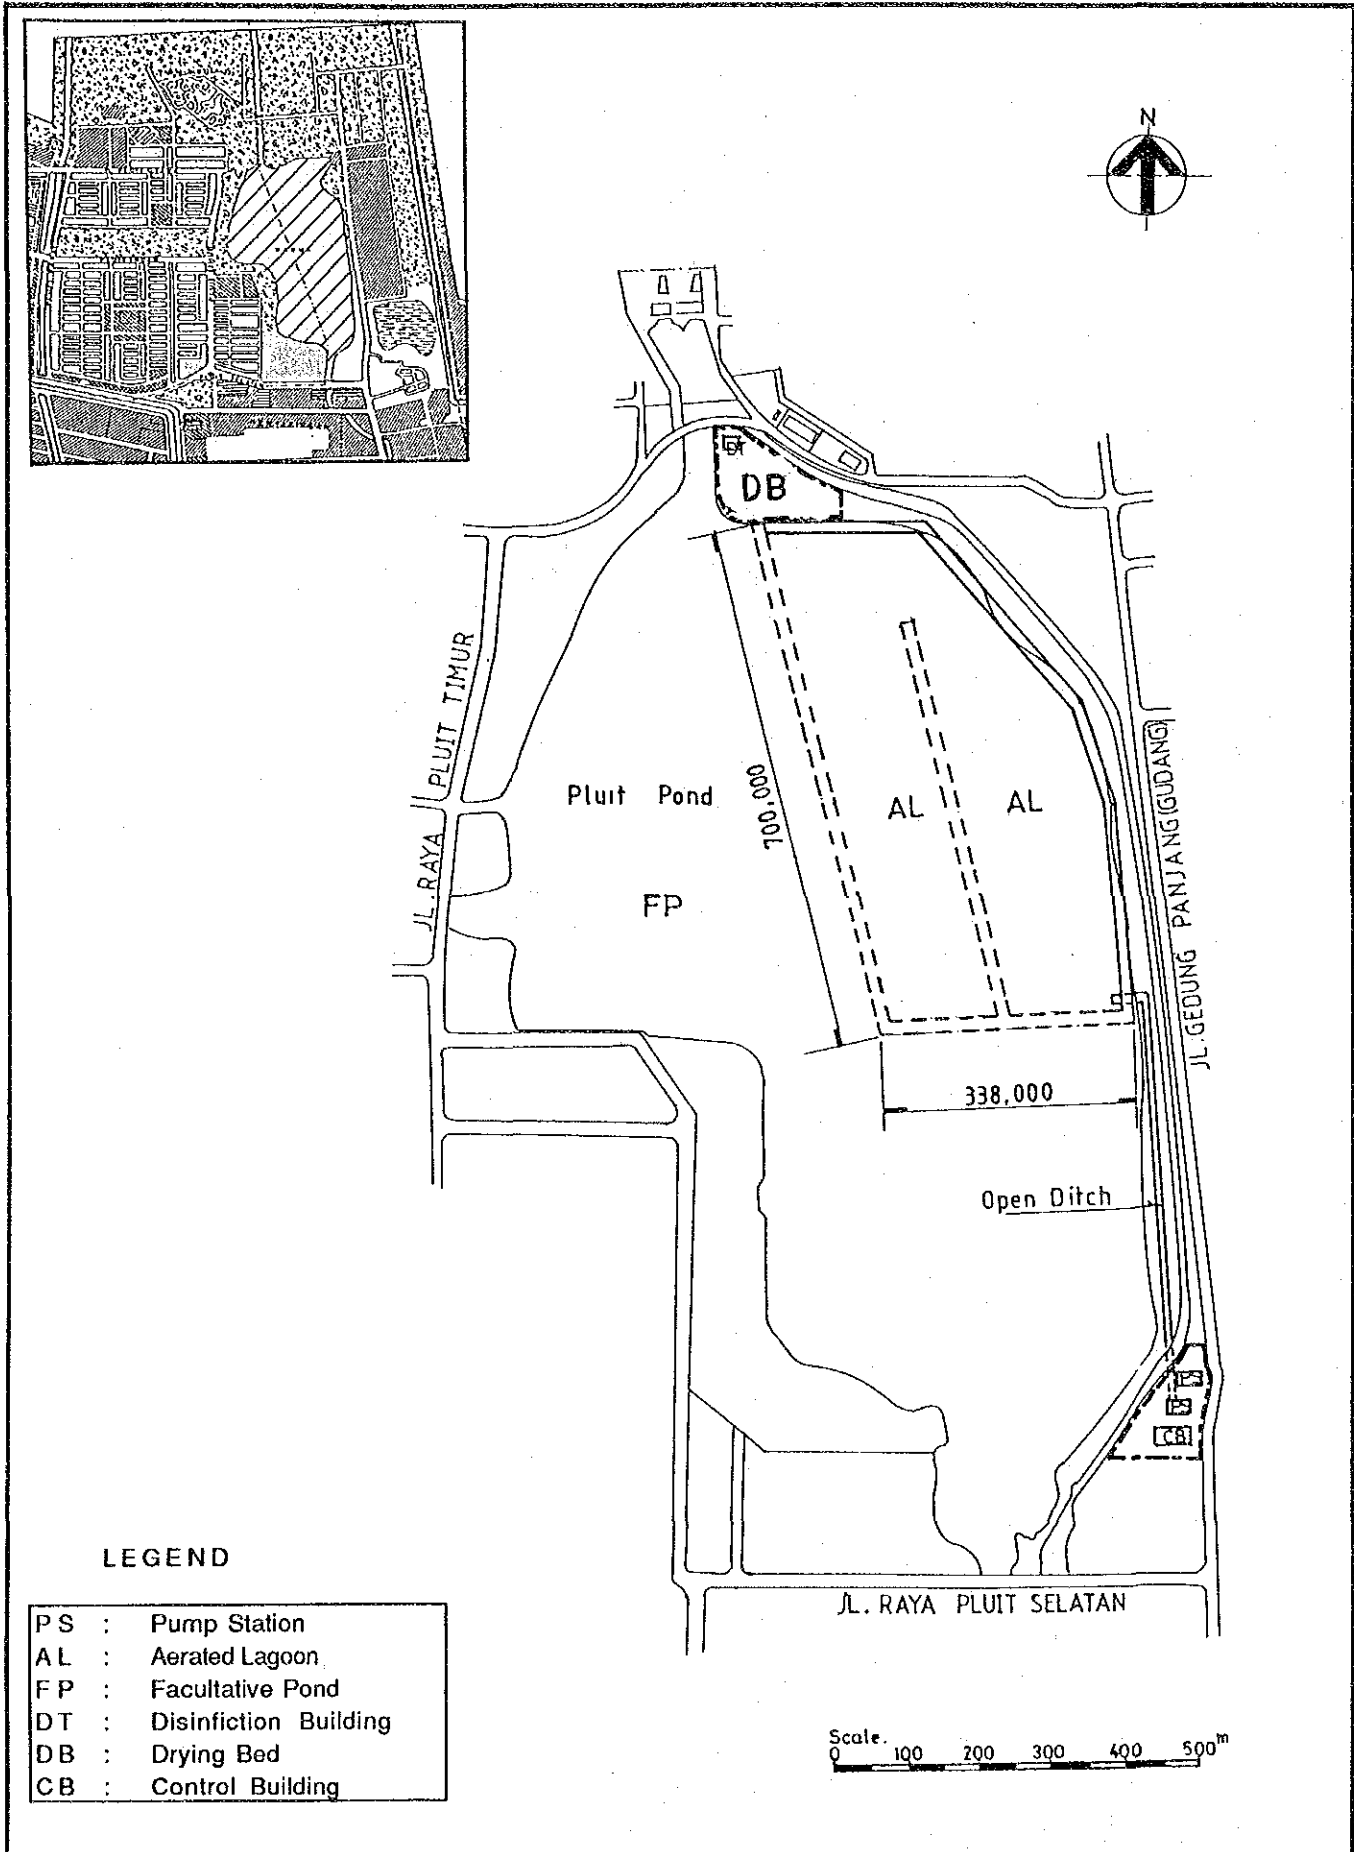 N
DT
DB
JL. RAYA PLUIT TIMUR
Pluit Pond
700,000
AL
AL
FP
JL. GEDUNG PANJANG (GUDANG)
338,000
Open Ditch
PS
PS
CB
JL. RAYA PLUIT SELATAN
LEGEND
PS : Pump Station
AL : Aerated Lagoon
FP : Facultative Pond
DT : Disinfiction Building
DB : Drying Bed
CB : Control Building
Scale.
0 100 200 300 400 500m